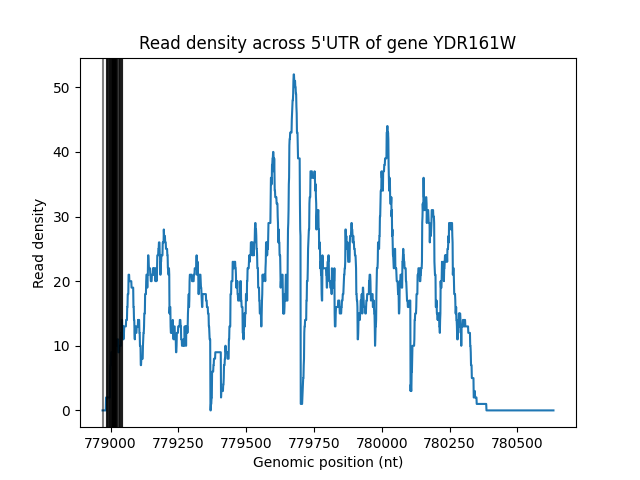 Read density across 5'UTR of gene YDR161W
50
40
30
20
10
0
Read density
779000 779250 779500 779750 780000 780250 780500
Genomic position (nt)